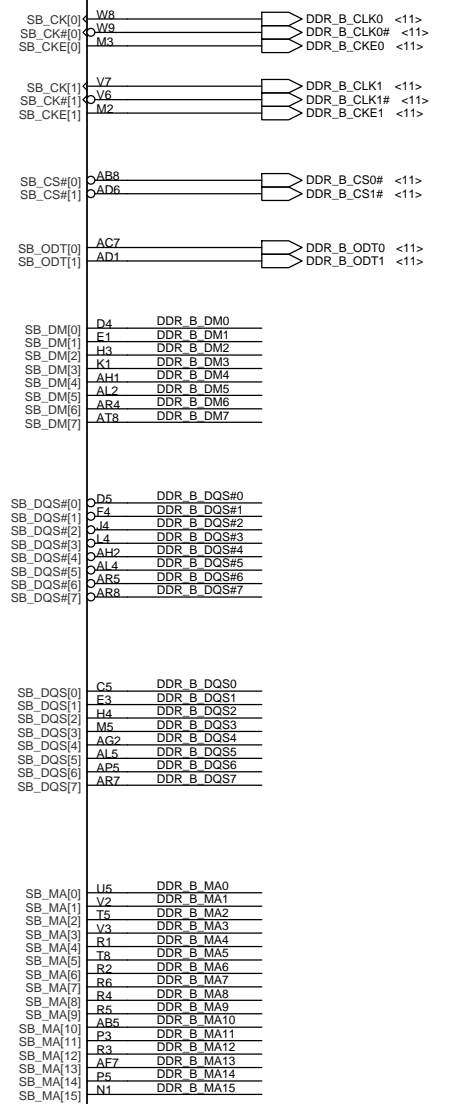 SB_CK[0] W8 DDR_B_CLK0 <11>
SB_CK#[0] W9 DDR_B_CLK0# <11>
SB_CKE[0] M3 DDR_B_CKE0 <11>
SB_CK[1] V7 DDR_B_CLK1 <11>
SB_CK#[1] V6 DDR_B_CLK1# <11>
SB_CKE[1] M2 DDR_B_CKE1 <11>
SB_CS#[0] AB8 DDR_B_CS0# <11>
SB_CS#[1] AD6 DDR_B_CS1# <11>
SB_ODT[0] AC7 DDR_B_ODT0 <11>
SB_ODT[1] AD1 DDR_B_ODT1 <11>
SB_DM[0] D4 DDR_B_DM0
SB_DM[1] E1 DDR_B_DM1
SB_DM[2] H3 DDR_B_DM2
SB_DM[3] K1 DDR_B_DM3
SB_DM[4] AH1 DDR_B_DM4
SB_DM[5] AL2 DDR_B_DM5
SB_DM[6] AR4 DDR_B_DM6
SB_DM[7] AT8 DDR_B_DM7
SB_DQS#[0] D5 DDR_B_DQS#0
SB_DQS#[1] F4 DDR_B_DQS#1
SB_DQS#[2] J4 DDR_B_DQS#2
SB_DQS#[3] L4 DDR_B_DQS#3
SB_DQS#[4] AH2 DDR_B_DQS#4
SB_DQS#[5] AL4 DDR_B_DQS#5
SB_DQS#[6] AR5 DDR_B_DQS#6
SB_DQS#[7] AR8 DDR_B_DQS#7
SB_DQS[0] C5 DDR_B_DQS0
SB_DQS[1] E3 DDR_B_DQS1
SB_DQS[2] H4 DDR_B_DQS2
SB_DQS[3] M5 DDR_B_DQS3
SB_DQS[4] AG2 DDR_B_DQS4
SB_DQS[5] AL5 DDR_B_DQS5
SB_DQS[6] AP5 DDR_B_DQS6
SB_DQS[7] AR7 DDR_B_DQS7
SB_MA[0] U5 DDR_B_MA0
SB_MA[1] V2 DDR_B_MA1
SB_MA[2] T5 DDR_B_MA2
SB_MA[3] V3 DDR_B_MA3
SB_MA[4] R1 DDR_B_MA4
SB_MA[5] T8 DDR_B_MA5
SB_MA[6] R2 DDR_B_MA6
SB_MA[7] R6 DDR_B_MA7
SB_MA[8] R4 DDR_B_MA8
SB_MA[9] R5 DDR_B_MA9
SB_MA[10] AB5 DDR_B_MA10
SB_MA[11] P3 DDR_B_MA11
SB_MA[12] R3 DDR_B_MA12
SB_MA[13] AF7 DDR_B_MA13
SB_MA[14] P5 DDR_B_MA14
SB_MA[15] N1 DDR_B_MA15